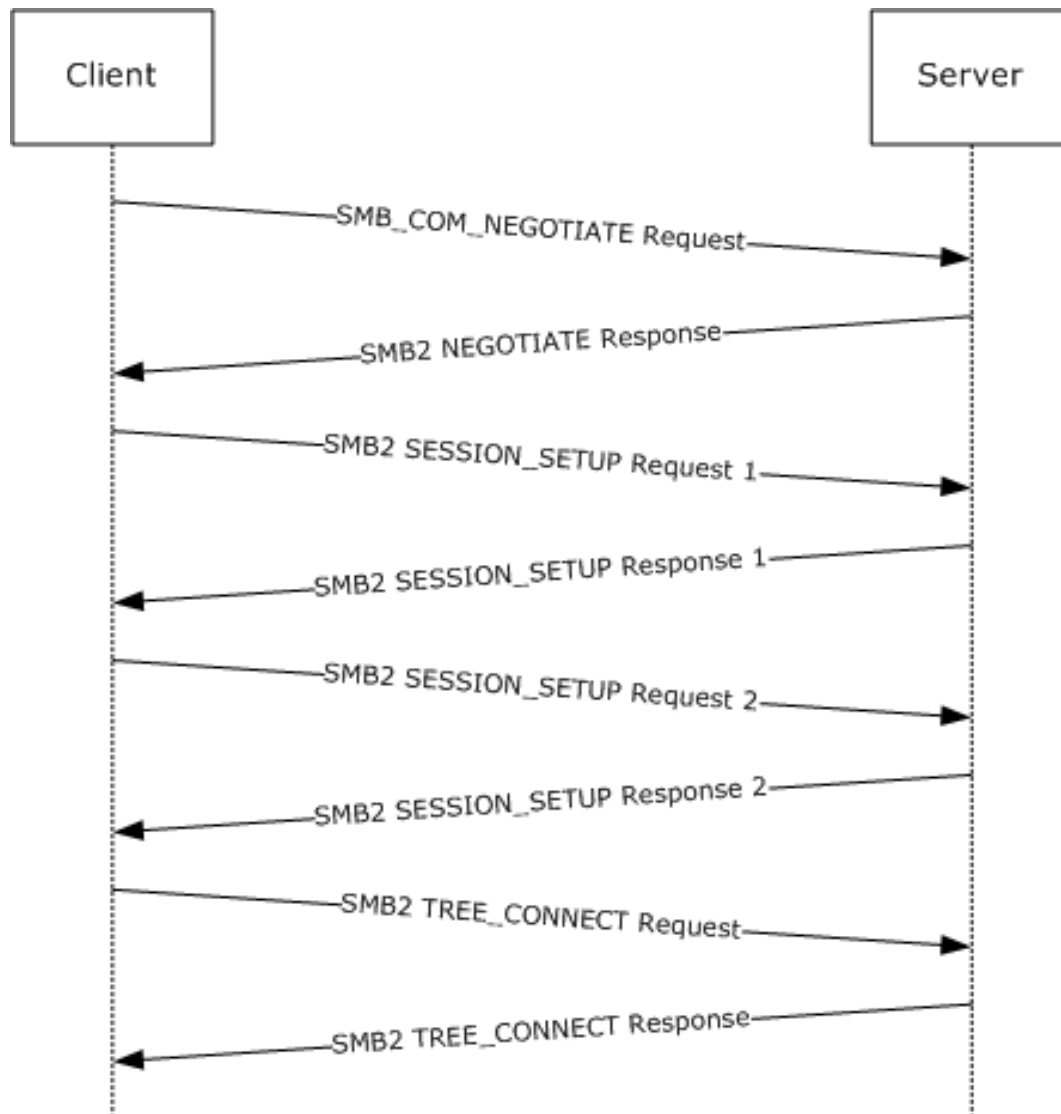 Client
Server
SMB_COM_NEGOTIATE Request
SMB2 NEGOTIATE Response
SMB2 SESSION_SETUP Request 1
SMB2 SESSION_SETUP Response 1
SMB2 SESSION_SETUP Request 2
SMB2 SESSION_SETUP Response 2
SMB2 TREE_CONNECT Request
SMB2 TREE_CONNECT Response